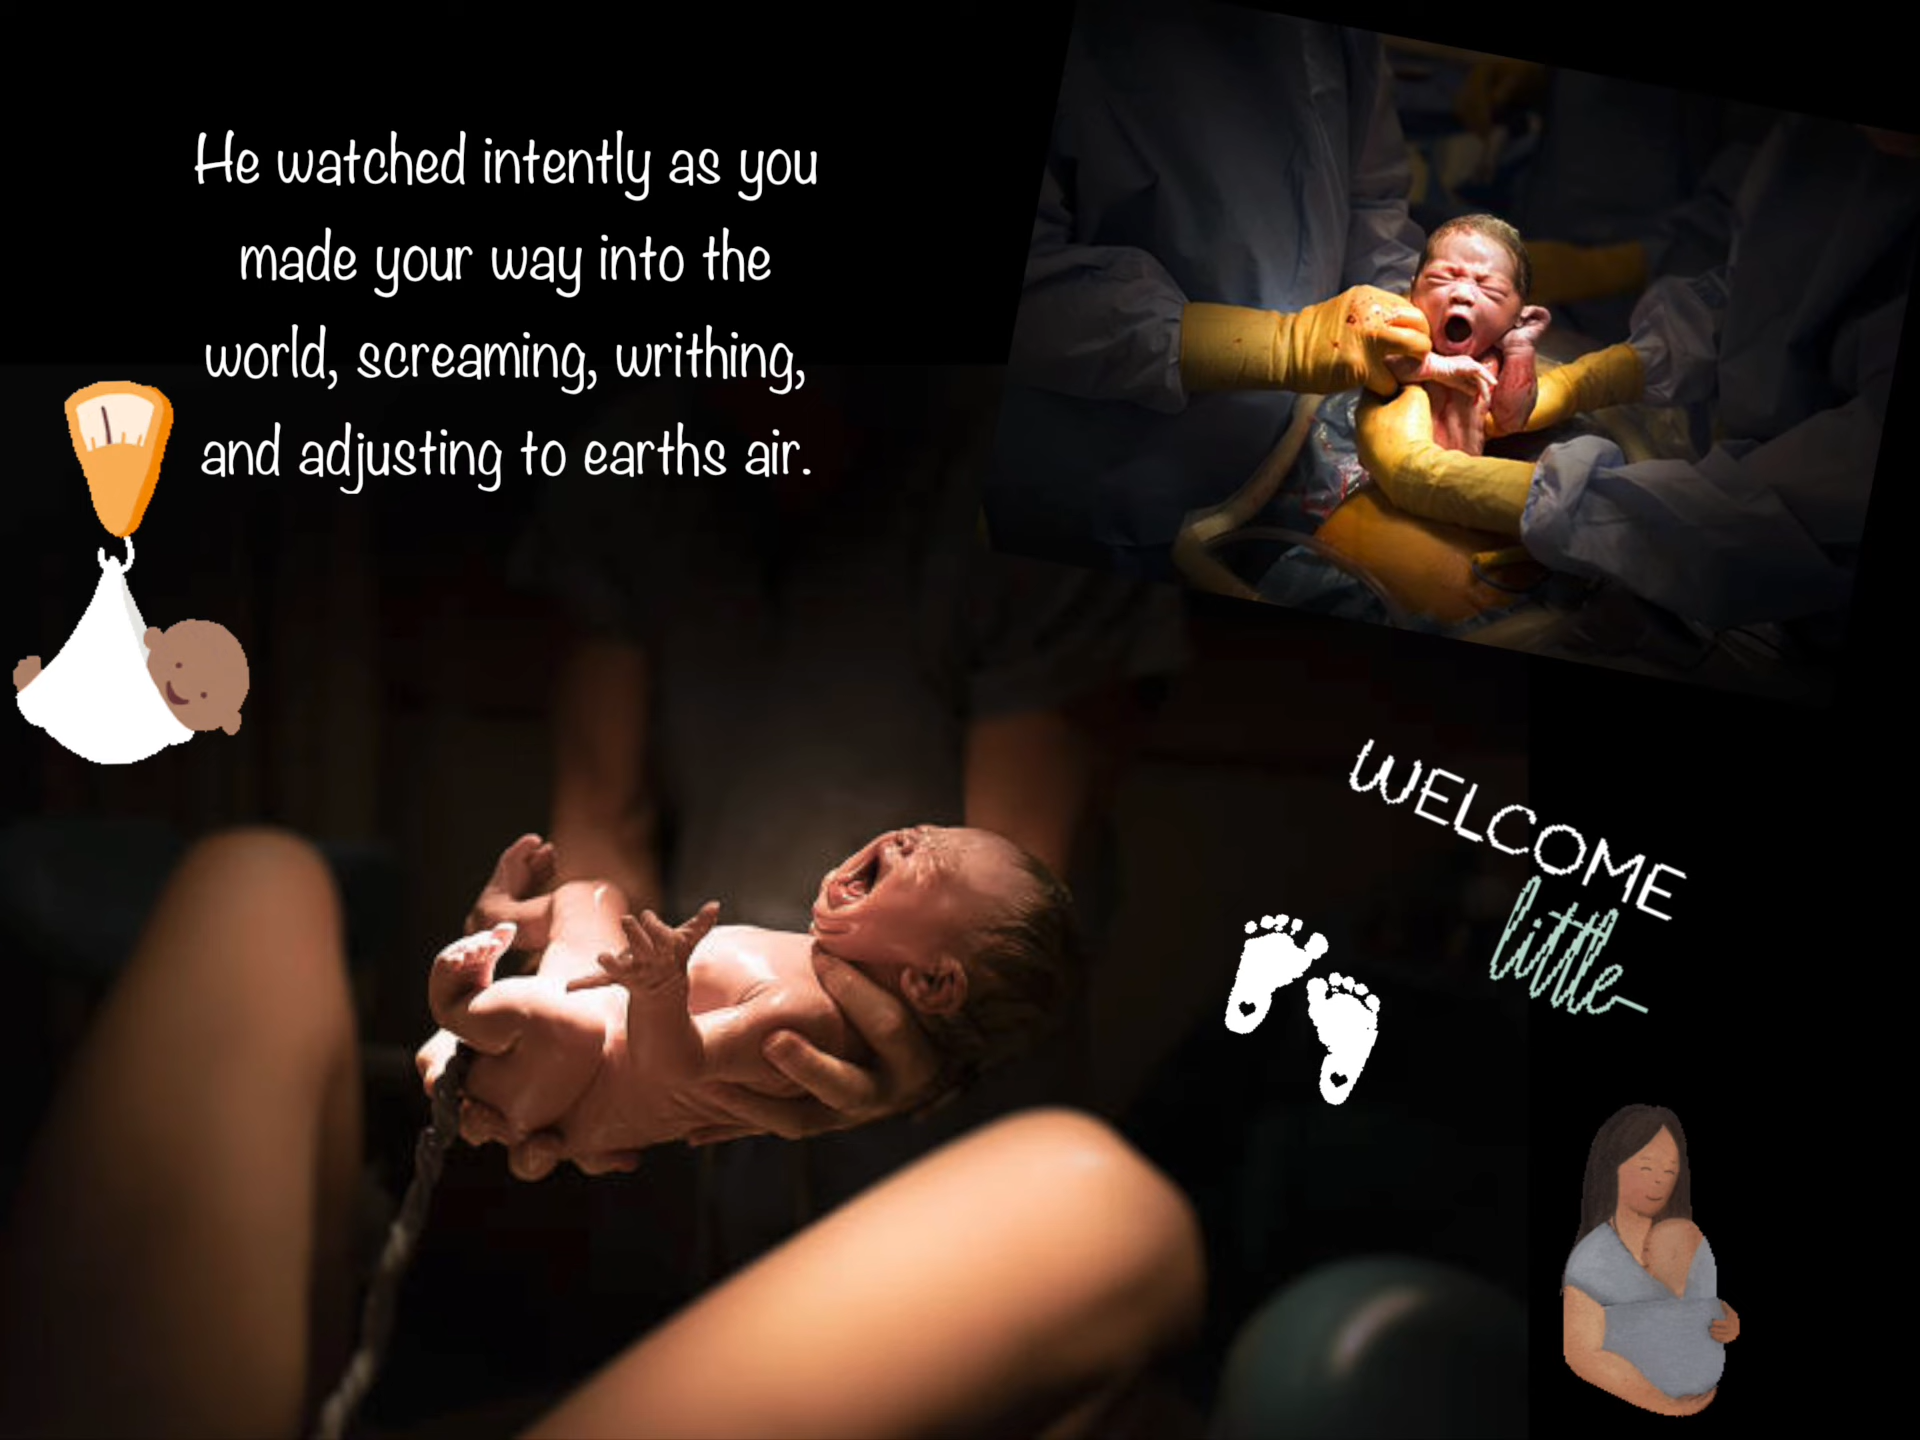 He watched intently as you
made your way into the
world, screaming, writhing,
and adjusting to earths air.
WELCOME
little